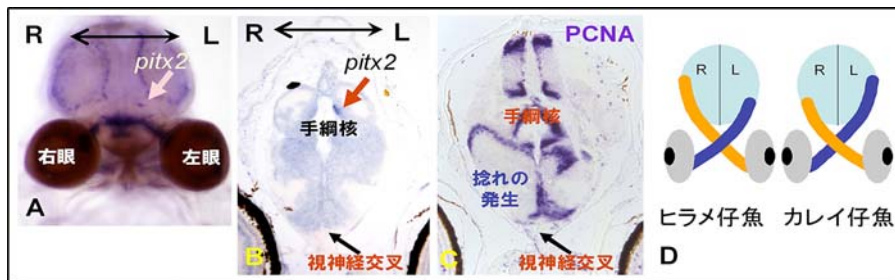 R
L
pitx2
右眼
左眼
A
R
L
pitx2
手綱核
B
視神経交叉
PCNA
手綱核
捻れの
発生
C
視神経交叉
R
L
R
L
ヒラメ仔魚
カレイ仔魚
D